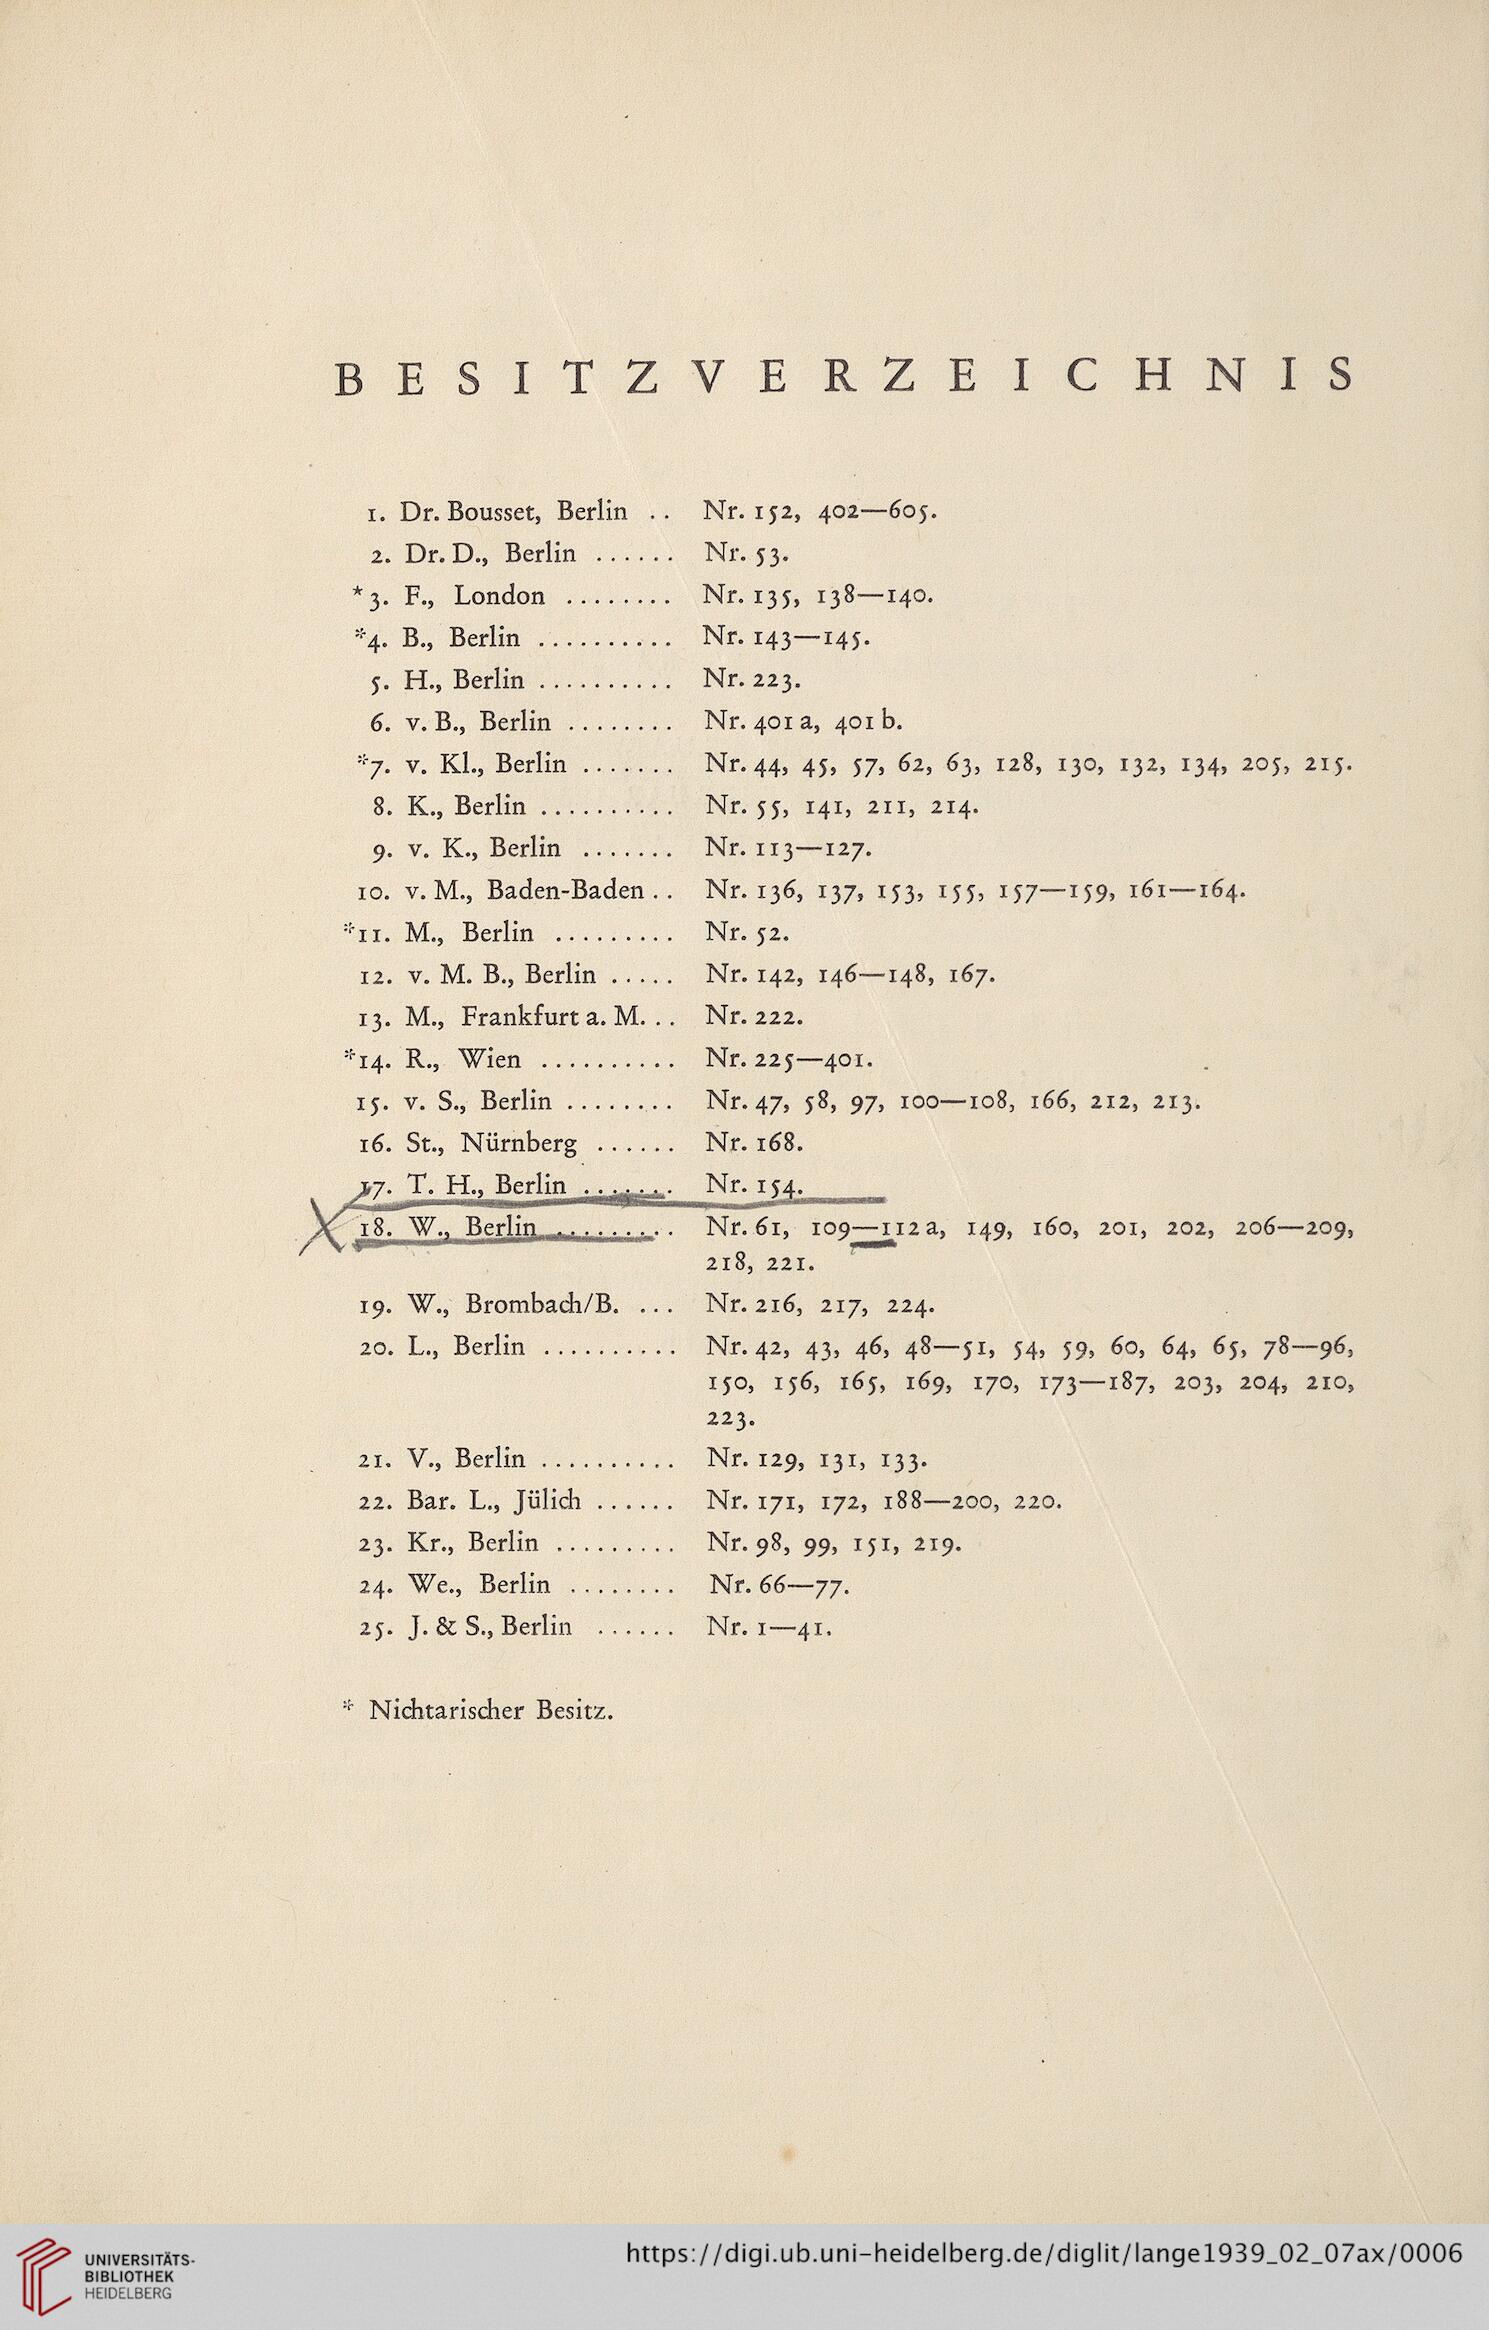 BESITZVERZEICHNIS
1. Dr. Bousset, Berlin .. Nr. 152, 402—605.
2. Dr. D., Berlin ...... Nr. 53.
*3. F., London ........ Nr. 135, 138—140.
*4. B., Berlin .......... Nr. 143—145.
5. H., Berlin .......... Nr. 223.
6. v. B., Berlin ........ Nr. 401a, 401b.
*7. v. Kl., Berlin ....... Nr. 44, 45, 57, 62, 63, 128, 130, 132, 134, 205, 215.
8. K., Berlin .......... Nr. 55, 141, 211, 214.
9. v. K., Berlin ....... Nr. 113—127.
10. v. M., Baden-Baden .. Nr. 136, 137, 153, 155, 157—159, 161—164.
*11. M., Berlin ......... Nr. 52.
12. v. M. B., Berlin ..... Nr. 142, 146—148, 167.
13. M., Frankfurt a. M. .. Nr. 222.
*14. R., Wien .......... Nr. 225—401.
15. v. S., Berlin ........ Nr. 47, 58, 97, 100—108, 166, 212, 213.
16. St., Nürnberg ...... Nr. 168.
17. T. H., Berlin ....... Nr. 154.
18. W., Berlin ......... Nr. 61, 109—112a, 149, 160, 201, 202, 206—209,
218, 221.
19. W., Brombach/B. ... Nr. 216, 217, 224.
20. L., Berlin .......... Nr. 42, 43, 46, 48—51, 54, 59, 60, 64, 65, 78—96,
150, 156, 165, 169, 170, 173—187, 203, 204, 210,
223.
21. V., Berlin .......... Nr. 129, 131, 133.
22. Bar. L., Jülich ...... Nr. 171, 172, 188—200, 220.
23. Kr., Berlin ......... Nr. 98, 99, 151, 219.
24. We., Berlin ........ Nr. 66—77.
25. J. & S., Berlin ...... Nr. 1—41.
* Nichtarischer Besitz.
UNIVERSITÄTS-
BIBLIOTHEK
HEIDELBERG
https://digi.ub.uni-heidelberg.de/diglit/lange1939_02_07ax/0006